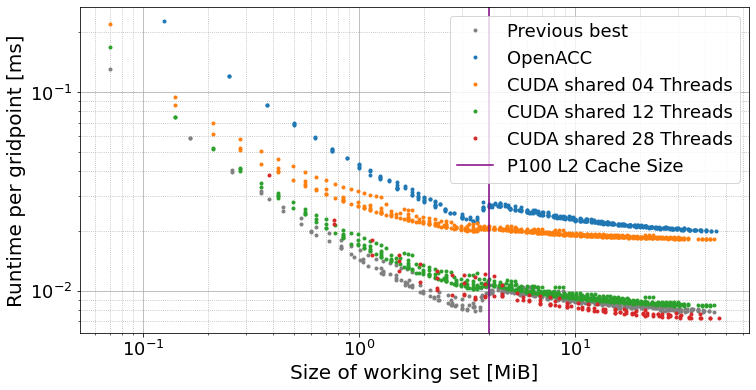 Previous best
OpenACC
CUDA shared 04 Threads
CUDA shared 12 Threads
CUDA shared 28 Threads
P100 L2 Cache Size
Runtime per gridpoint [ms]
10⁻¹
10⁻²
10⁻¹
10⁰
10¹
Size of working set [MiB]